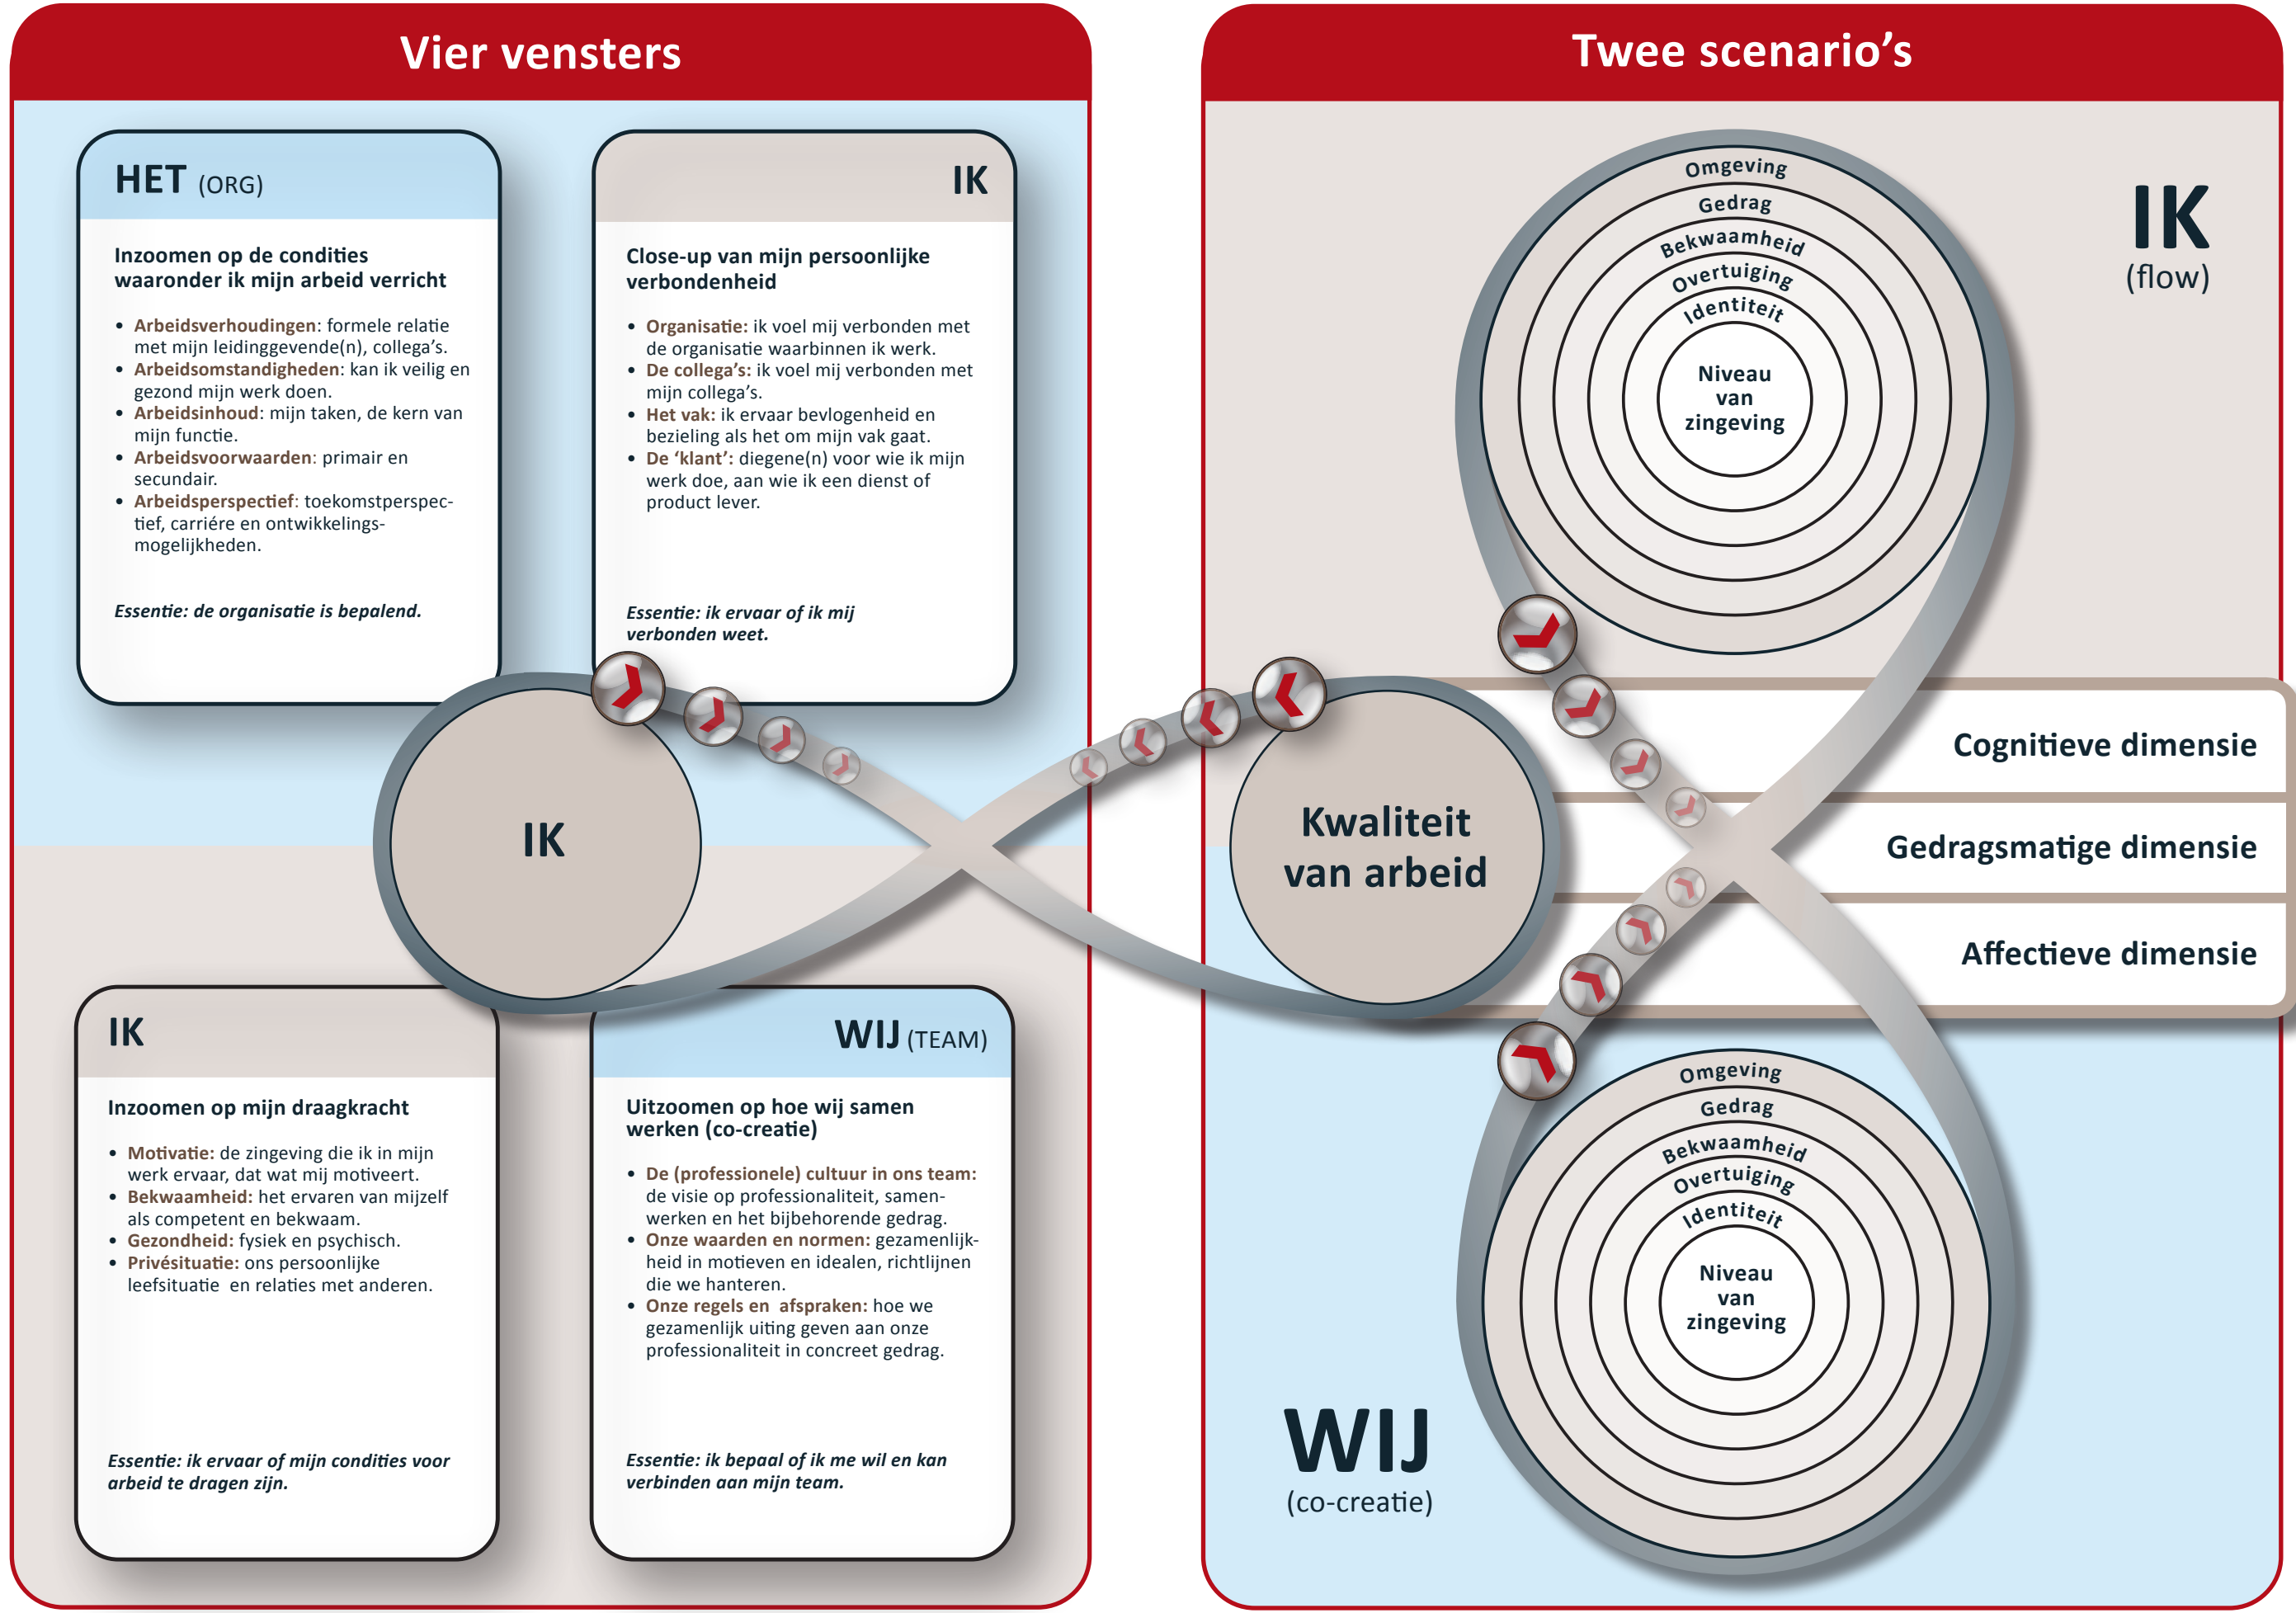 Vier vensters
HET (ORG)
Inzoomen op de condities
waaronder ik mijn arbeid verricht
• Arbeidsverhoudingen: formele relatie
met mijn leidinggevende(n), collega’s.
• Arbeidsomstandigheden: kan ik veilig en
gezond mijn werk doen.
• Arbeidsinhoud: mijn taken, de kern van
mijn functie.
• Arbeidsvoorwaarden: primair en
secundair.
• Arbeidsperspectief: toekomstperspec-
tief, carriére en ontwikkelings-
mogelijkheden.
Essentie: de organisatie is bepalend.
IK
Close-up van mijn persoonlijke
verbondenheid
• Organisatie: ik voel mij verbonden met
de organisatie waarbinnen ik werk.
• De collega’s: ik voel mij verbonden met
mijn collega’s.
• Het vak: ik ervaar bevlogenheid en
bezieling als het om mijn vak gaat.
• De ‘klant’: diegene(n) voor wie ik mijn
werk doe, aan wie ik een dienst of
product lever.
Essentie: ik ervaar of ik mij
verbonden weet.
IK
IK
Inzoomen op mijn draagkracht
• Motivatie: de zingeving die ik in mijn
werk ervaar, dat wat mij motiveert.
• Bekwaamheid: het ervaren van mijzelf
als competent en bekwaam.
• Gezondheid: fysiek en psychisch.
• Privésituatie: ons persoonlijke
leefsituatie en relaties met anderen.
Essentie: ik ervaar of mijn condities voor
arbeid te dragen zijn.
WIJ (TEAM)
Uitzoomen op hoe wij samen
werken (co-creatie)
• De (professionele) cultuur in ons team:
de visie op professionaliteit, samen-
werken en het bijbehorende gedrag.
• Onze waarden en normen: gezamenlijk-
heid in motieven en idealen, richtlijnen
die we hanteren.
• Onze regels en afspraken: hoe we
gezamenlijk uiting geven aan onze
professionaliteit in concreet gedrag.
Essentie: ik bepaal of ik me wil en kan
verbinden aan mijn team.
Twee scenario’s
IK
(flow)
Omgeving
Gedrag
Bekwaamheid
Overtuiging
Identiteit
Niveau
van
zingeving
Kwaliteit
van arbeid
Cognitieve dimensie
Gedragsmatige dimensie
Affectieve dimensie
Omgeving
Gedrag
Bekwaamheid
Overtuiging
Identiteit
Niveau
van
zingeving
WIJ
(co-creatie)